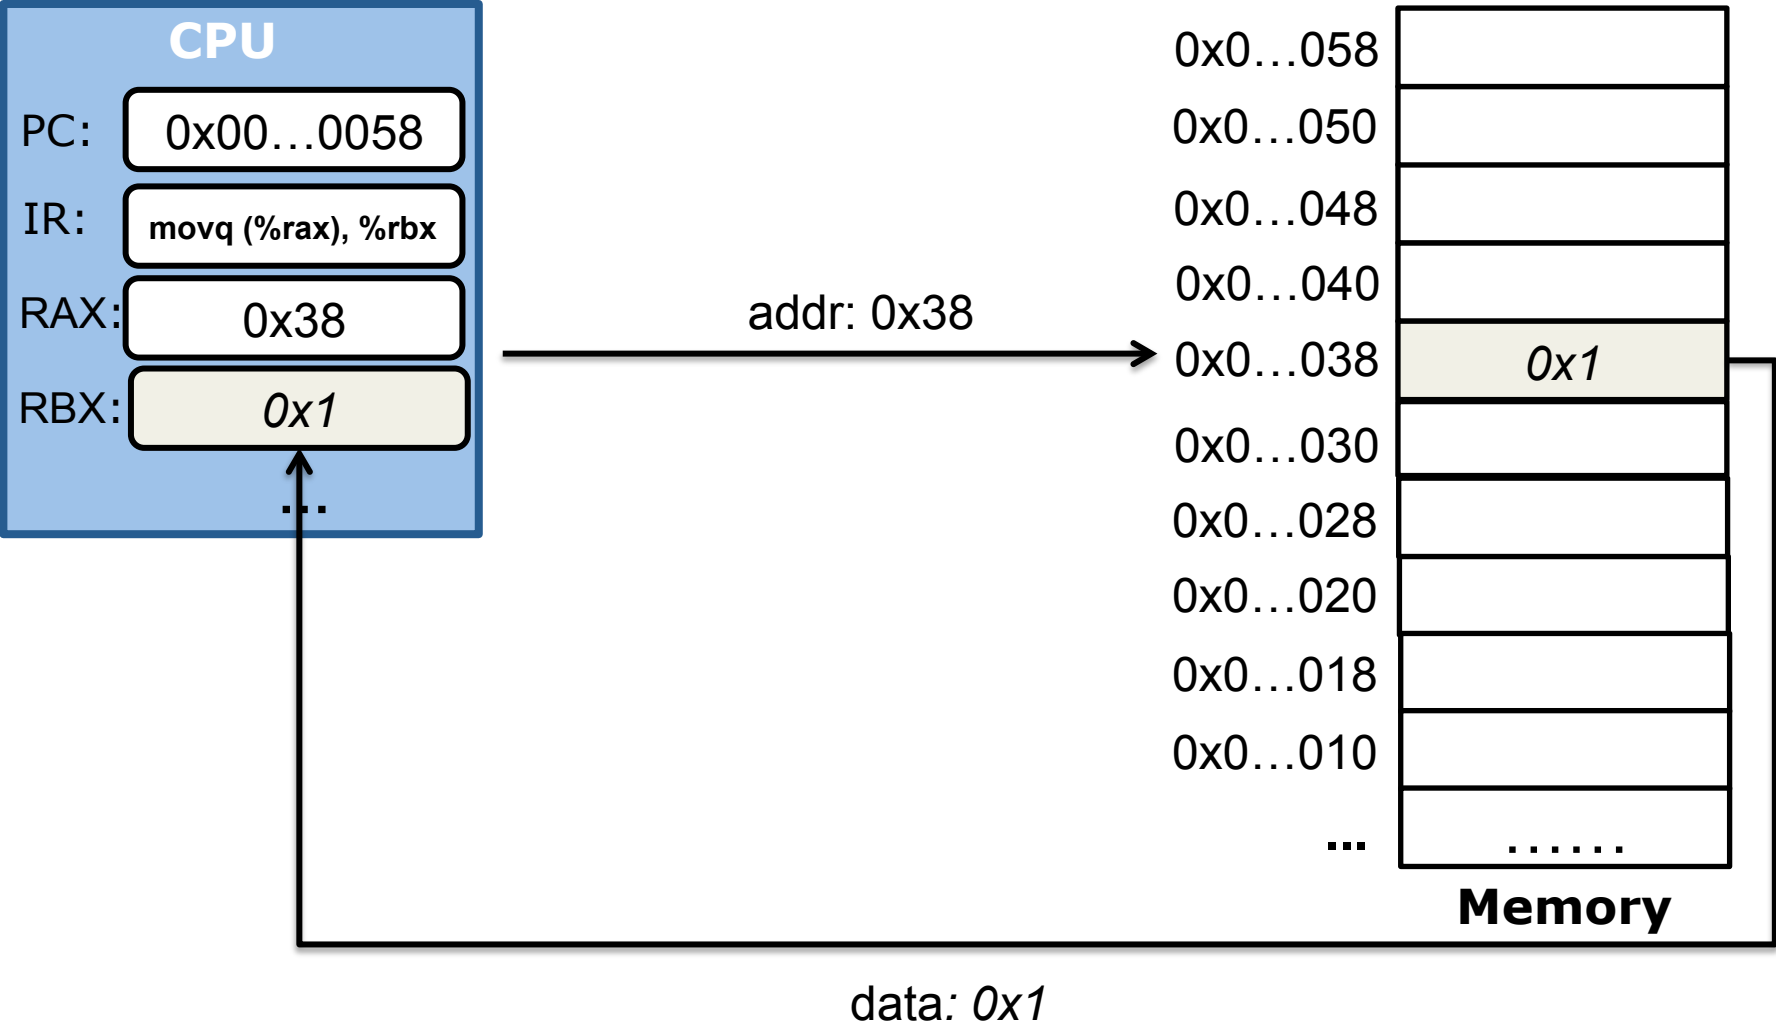 CPU
PC: 0x00…0058
IR: movq (%rax), %rbx
RAX: 0x38
RBX: 0x1
...
addr: 0x38
0x0…058
0x0…050
0x0…048
0x0…040
0x0…038 0x1
0x0…030
0x0…028
0x0…020
0x0…018
0x0…010
... ......
Memory
data: 0x1